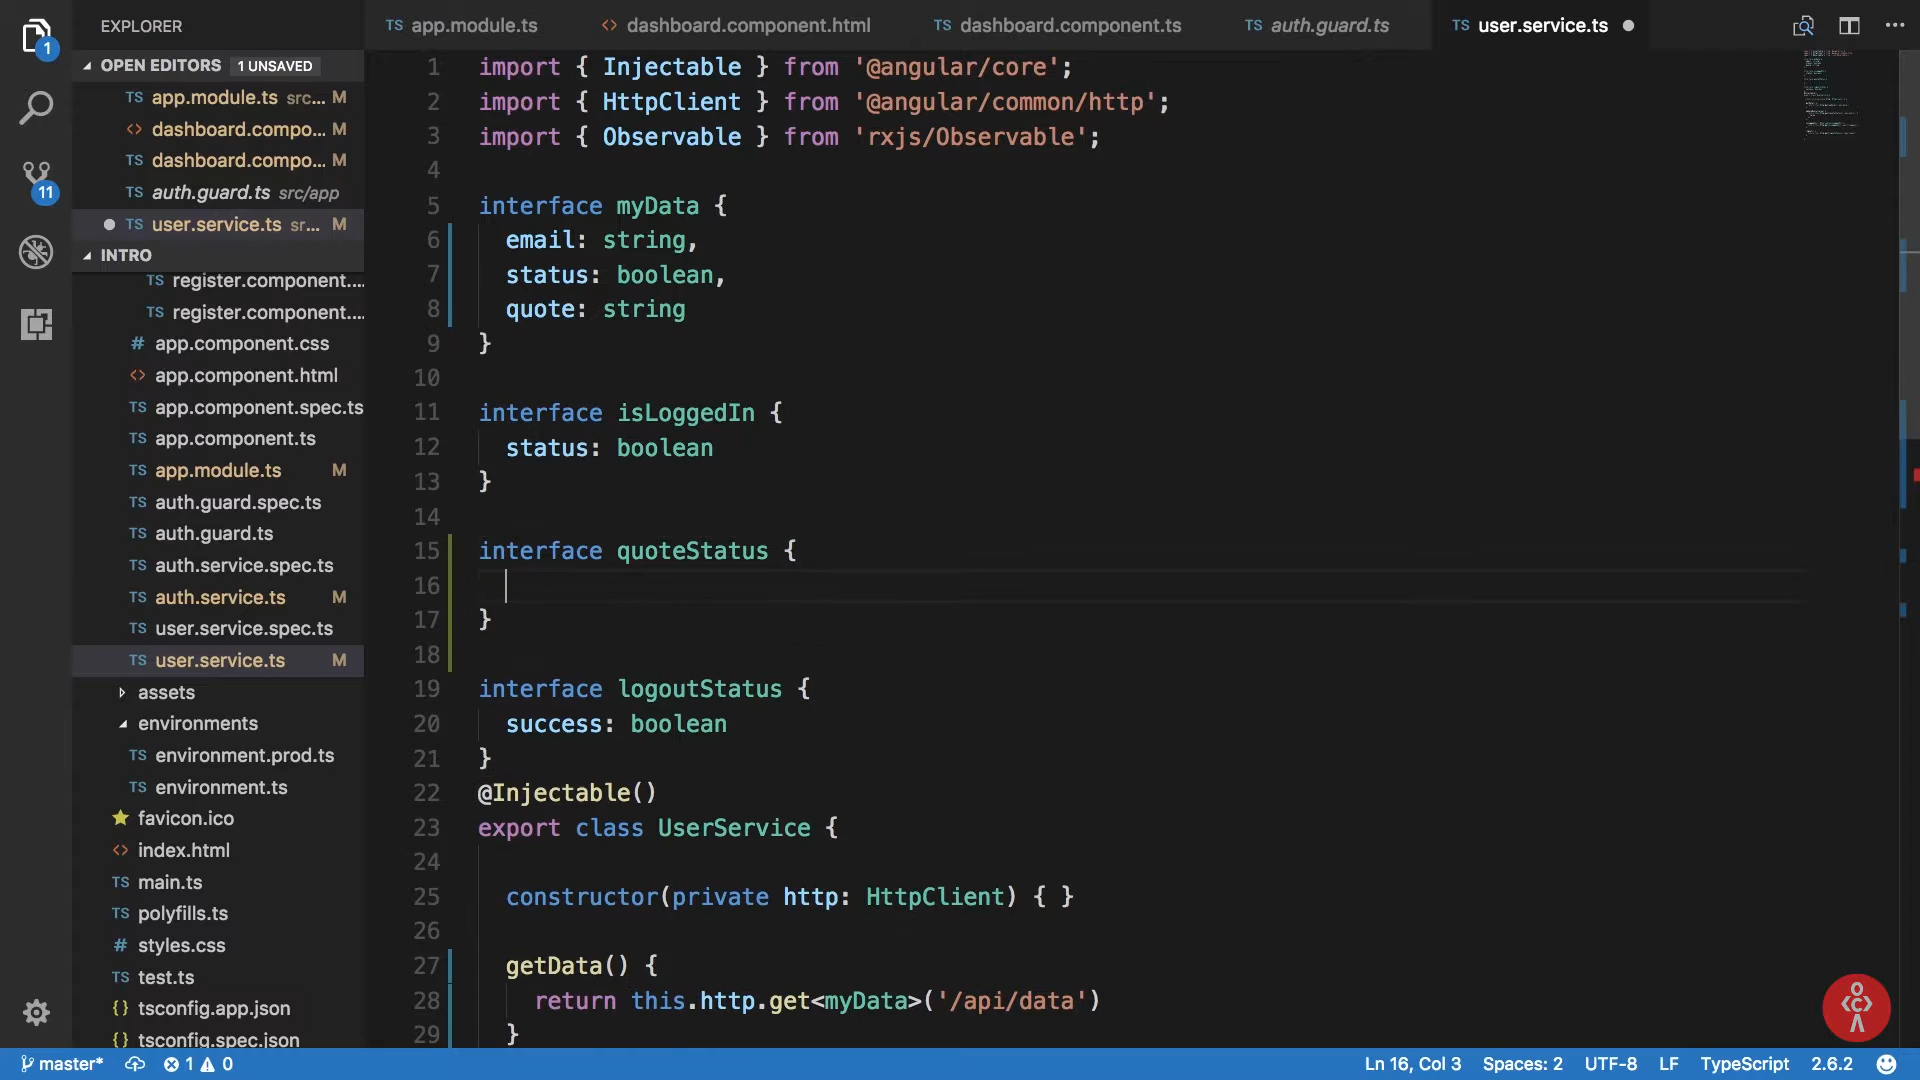 EXPLORER
OPEN EDITORS 1 UNSAVED
TS app.module.ts src... M
<> dashboard.compo... M
TS dashboard.compo... M
TS auth.guard.ts src/app
TS user.service.ts sr... M
INTRO
TS register.component....
TS register.component....
# app.component.css
<> app.component.html
TS app.component.spec.ts
TS app.component.ts
TS app.module.ts M
TS auth.guard.spec.ts
TS auth.guard.ts
TS auth.service.spec.ts
TS auth.service.ts M
TS user.service.spec.ts
TS user.service.ts M
assets
environments
TS environment.prod.ts
TS environment.ts
favicon.ico
<> index.html
TS main.ts
TS polyfills.ts
# styles.css
TS test.ts
{} tsconfig.app.json
{} tsconfig.spec.json
1
11
TS app.module.ts <> dashboard.component.html TS dashboard.component.ts TS auth.guard.ts TS user.service.ts
1 import { Injectable } from '@angular/core';
2 import { HttpClient } from '@angular/common/http';
3 import { Observable } from 'rxjs/Observable';
4
5 interface myData {
6 email: string,
7 status: boolean,
8 quote: string
9 }
10
11 interface isLoggedIn {
12 status: boolean
13 }
14
15 interface quoteStatus {
16
17 }
18
19 interface logoutStatus {
20 success: boolean
21 }
22 @Injectable()
23 export class UserService {
24
25 constructor(private http: HttpClient) { }
26
27 getData() {
28 return this.http.get<myData>('/api/data')
29 }
master* 1 0 Ln 16, Col 3 Spaces: 2 UTF-8 LF TypeScript 2.6.2